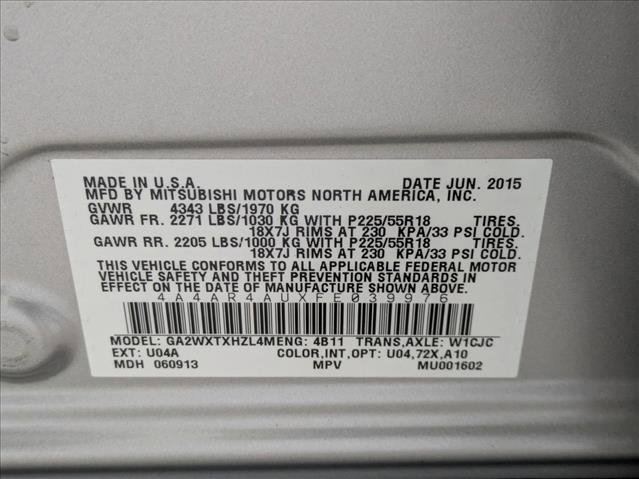 MADE IN U.S.A. DATE JUN. 2015
MFD BY MITSUBISHI MOTORS NORTH AMERICA, INC.
GVWR 4343 LBS/1970 KG
GAWR FR. 2271 LBS/1030 KG WITH P225/55R18 TIRES.
18X7J RIMS AT 230 KPA/33 PSI COLD.
GAWR RR. 2205 LBS/1000 KG WITH P225/55R18 TIRES.
18X7J RIMS AT 230 KPA/33 PSI COLD.
THIS VEHICLE CONFORMS TO ALL APPLICABLE FEDERAL MOTOR
VEHICLE SAFETY AND THEFT PREVENTION STANDARDS IN
EFFECT ON THE DATE OF MANUFACTURE SHOWN ABOVE.
4A4AR4AUXFE039976
MODEL: GA2WXTXHZL4MENG: 4B11 TRANS,AXLE: W1CJC
EXT: U04A COLOR,INT,OPT: U04,72X,A10
MDH 060913 MPV MU001602